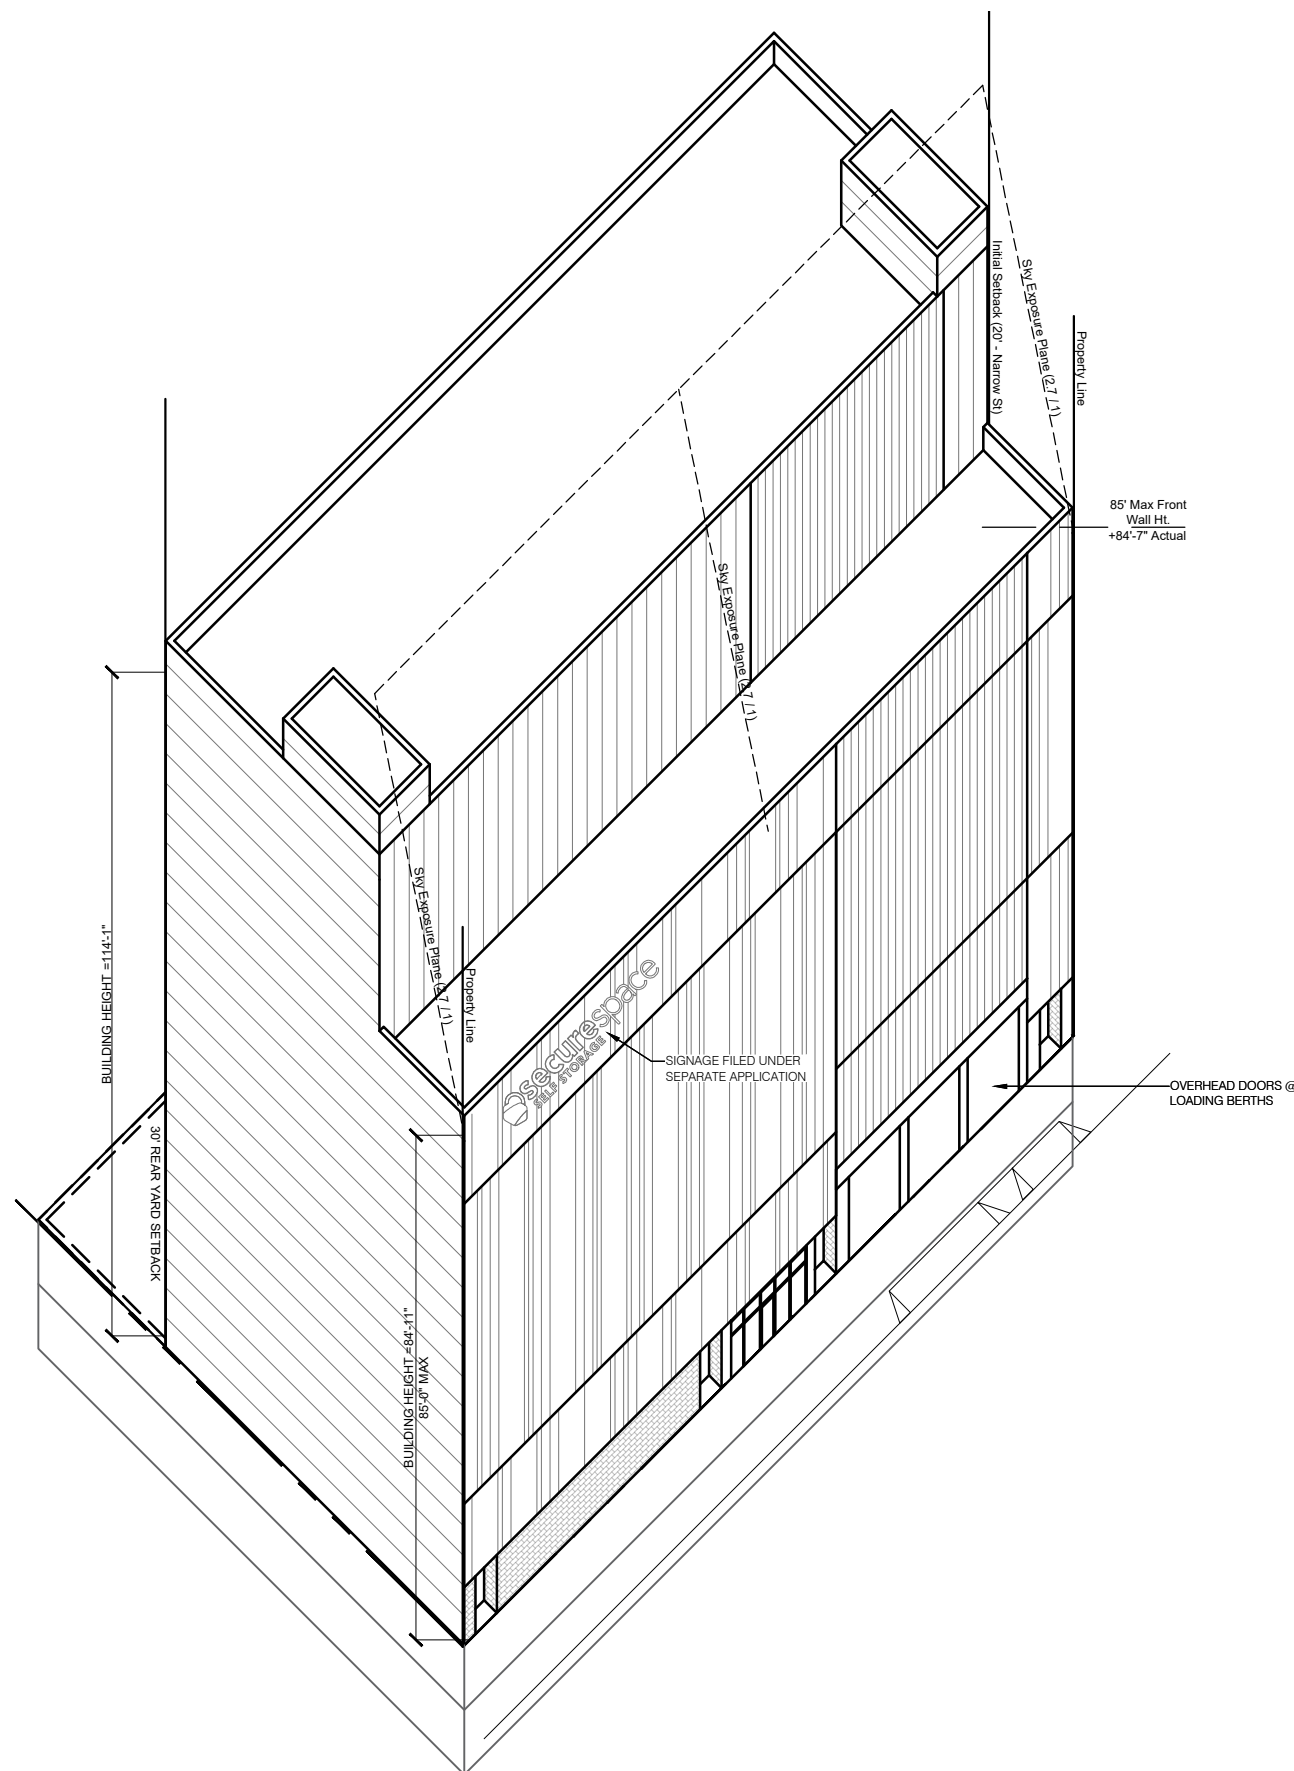 Initial Setback (20' - Narrow St)
Sky Exposure Plane (2.7 / 1)
Property Line
85' Max Front
Wall Ht.
+84'-7" Actual
Sky Exposure Plane (2.7 / 1)
Sky Exposure Plane (2.7 / 1)
Property Line
BUILDING HEIGHT =114'-1"
securespace
SELF STORAGE
SIGNAGE FILED UNDER
SEPARATE APPLICATION
OVERHEAD DOORS @
LOADING BERTHS
30' REAR YARD SETBACK
BUILDING HEIGHT =84'-11"
85'-0" MAX